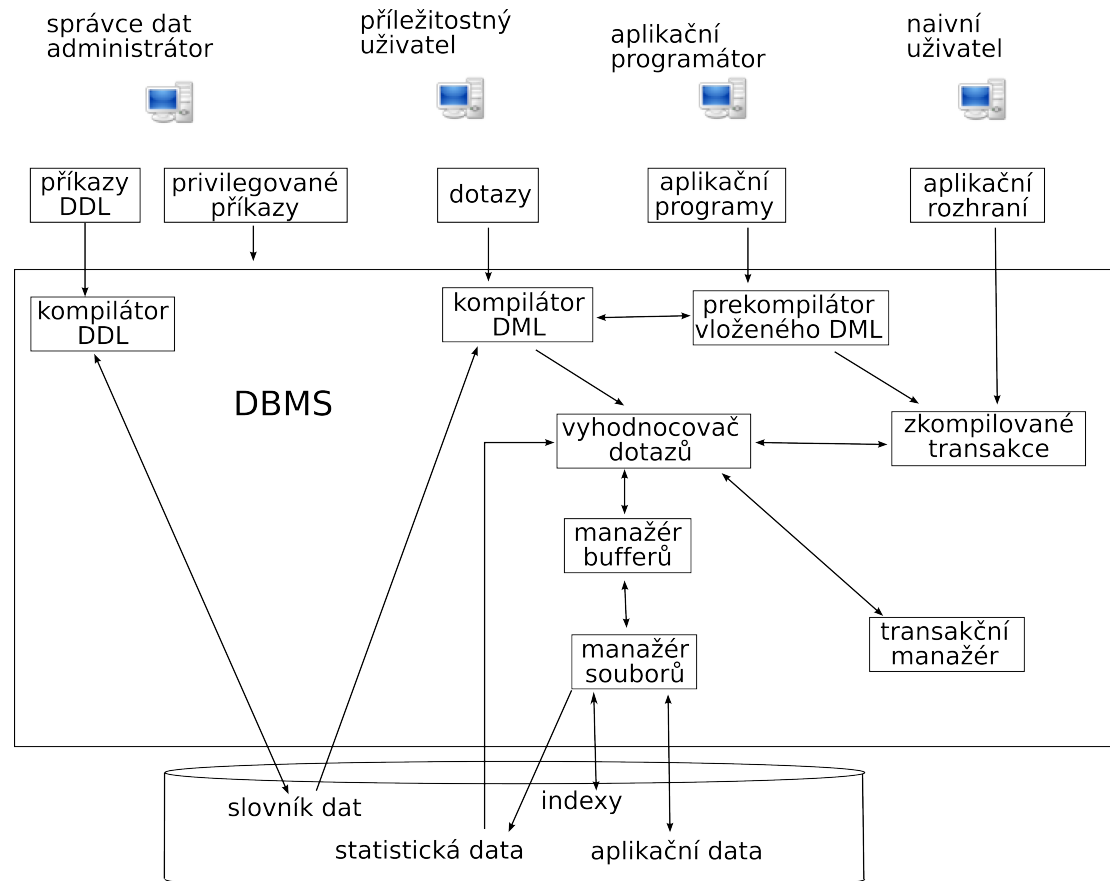 správce dat
administrátor
příležitostný
uživatel
aplikační
programátor
naivní
uživatel
příkazy
DDL
privilegované
příkazy
dotazy
aplikační
programy
aplikační
rozhraní
kompilátor
DDL
kompilátor
DML
prekompilátor
vloženého DML
DBMS
vyhodnocovač
dotazů
zkompilované
transakce
manažér
bufferů
transakční
manažér
manažér
souborů
slovník dat
indexy
statistická data
aplikační data